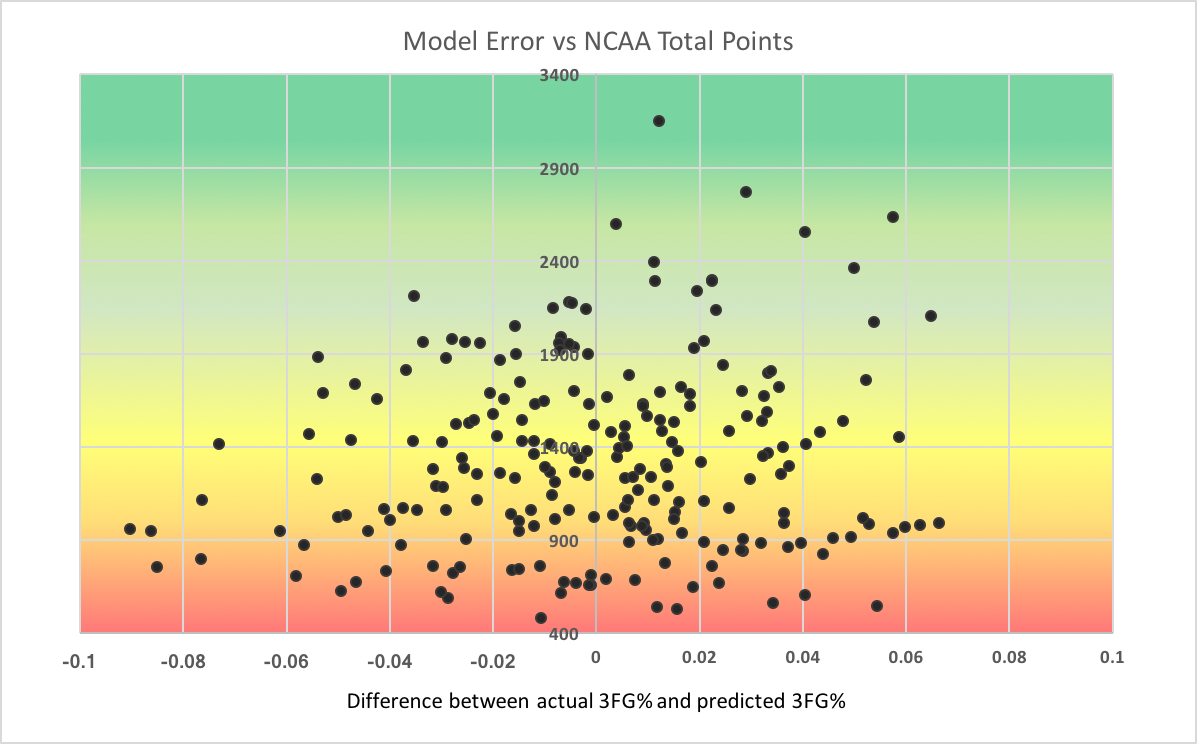 Model Error vs NCAA Total Points
3400
2900
2400
1900
1400
900
400
-0.1 -0.08 -0.06 -0.04 -0.02 0 0.02 0.04 0.06 0.08 0.1
Difference between actual 3FG% and predicted 3FG%